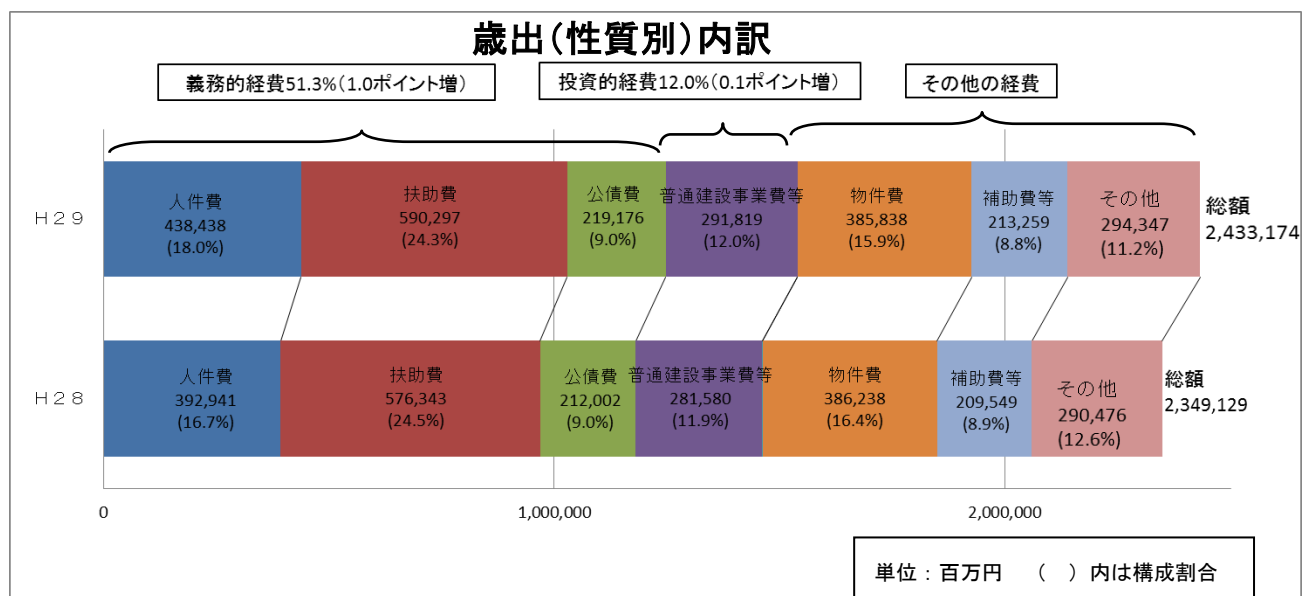 歳出(性質別)内訳
義務的経費51.3%(1.0ポイント増)
投資的経費12.0%(0.1ポイント増)
その他の経費
H29
人件費
438,438
(18.0%)
扶助費
590,297
(24.3%)
公債費
219,176
(9.0%)
普通建設事業費等
291,819
(12.0%)
物件費
385,838
(15.9%)
補助費等
213,259
(8.8%)
その他
294,347
(11.2%)
総額
2,433,174
H28
人件費
392,941
(16.7%)
扶助費
576,343
(24.5%)
公債費
212,002
(9.0%)
普通建設事業費等
281,580
(11.9%)
物件費
386,238
(16.4%)
補助費等
209,549
(8.9%)
その他
290,476
(12.6%)
総額
2,349,129
0
1,000,000
2,000,000
単位:百万円 ( )内は構成割合